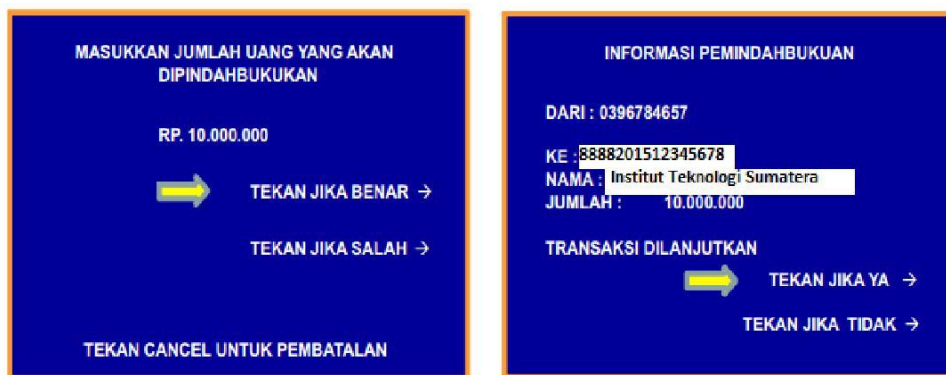 MASUKKAN JUMLAH UANG YANG AKAN
DIPINDAHBUKUKAN
RP. 10.000.000
TEKAN JIKA BENAR →
TEKAN JIKA SALAH →
TEKAN CANCEL UNTUK PEMBATALAN
INFORMASI PEMINDAHBUKUAN
DARI : 0396784657
KE : 8888201512345678
NAMA : Institut Teknologi Sumatera
JUMLAH : 10.000.000
TRANSAKSI DILANJUTKAN
TEKAN JIKA YA →
TEKAN JIKA TIDAK →